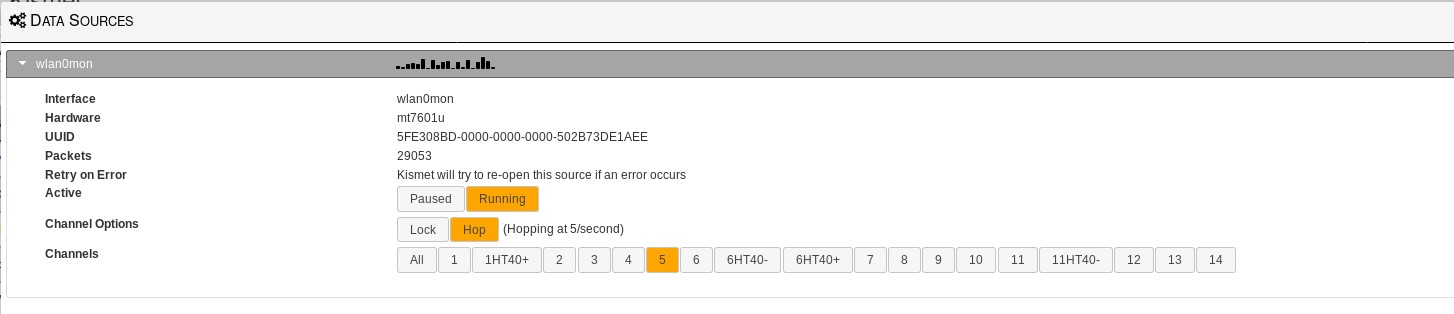 Data Sources
wlan0mon
Interface wlan0mon
Hardware mt7601u
UUID 5FE308BD-0000-0000-0000-502B73DE1AEE
Packets 29053
Retry on Error Kismet will try to re-open this source if an error occurs
Active Paused Running
Channel Options Lock Hop (Hopping at 5/second)
Channels All 1 1HT40+ 2 3 4 5 6 6HT40- 6HT40+ 7 8 9 10 11 11HT40- 12 13 14